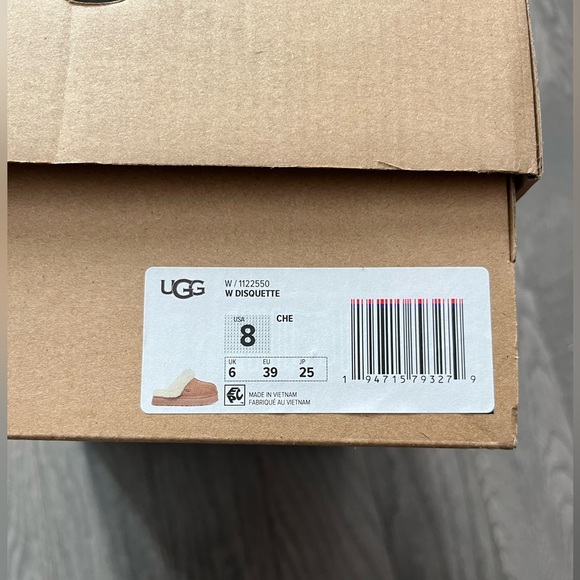 UGG
W / 1122550
W DISQUETTE
USA
8
CHE
UK EU JP
6 39 25
MADE IN VIETNAM
FABRIQUÉ AU VIETNAM
1 94715 79327 9